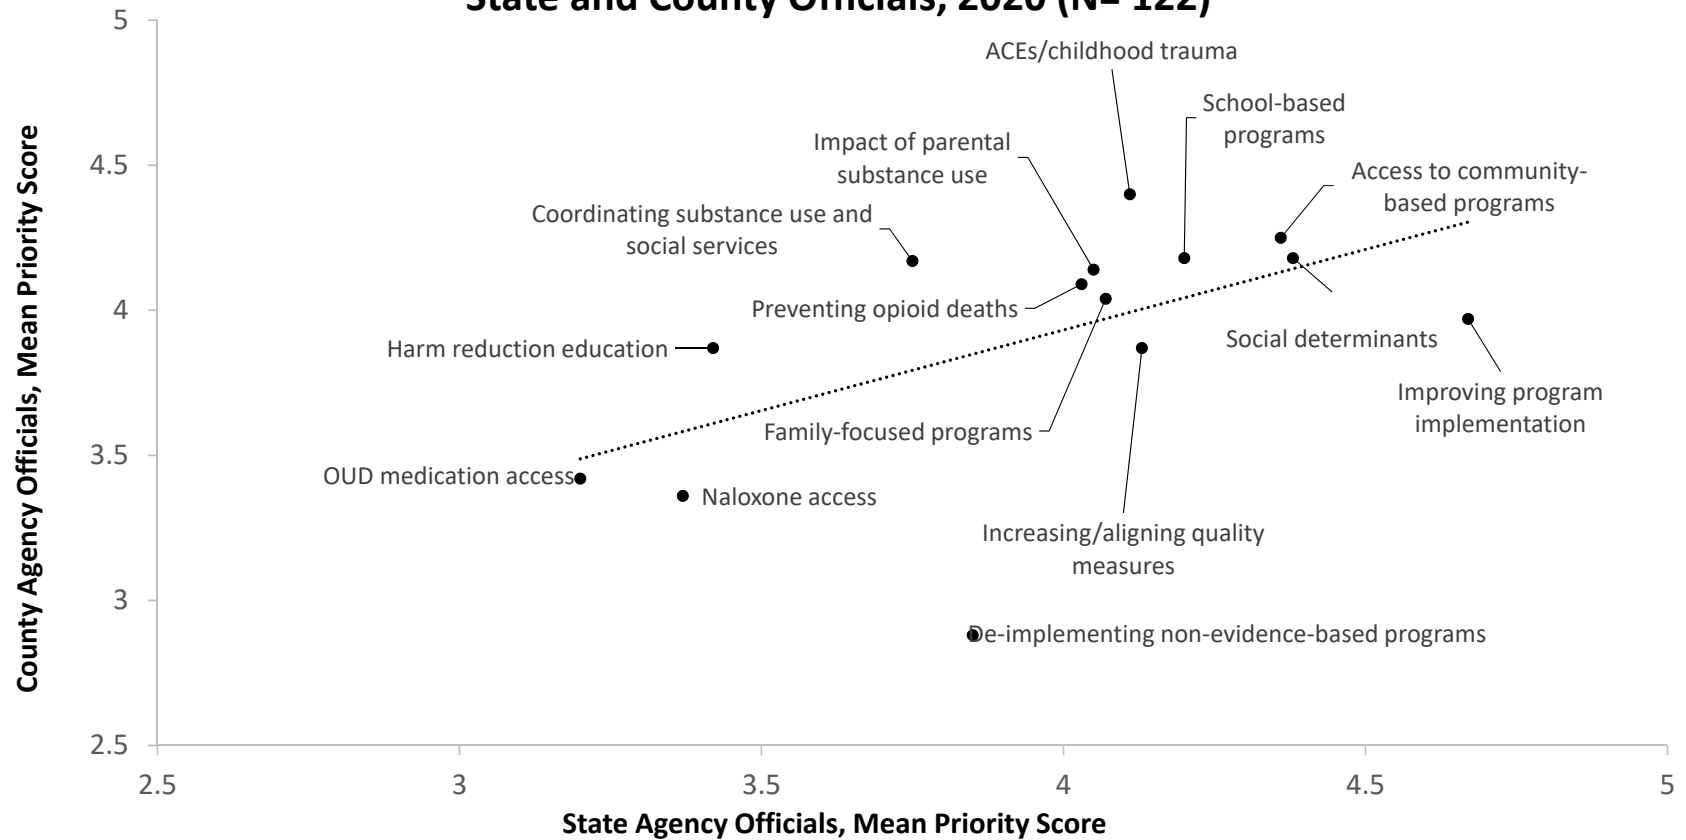 State and County Officials, 2020 (N= 122)
5
ACEs/childhood trauma
School-based
programs
Impact of parental
substance use
4.5
Access to community-
based programs
Coordinating substance use and
social services
Preventing opioid deaths
4
Harm reduction education
Social determinants
Improving program
implementation
Family-focused programs
3.5
OUD medication access
Naloxone access
Increasing/aligning quality
measures
3
De-implementing non-evidence-based programs
2.5
County Agency Officials, Mean Priority Score
2.5 3 3.5 4 4.5 5
State Agency Officials, Mean Priority Score